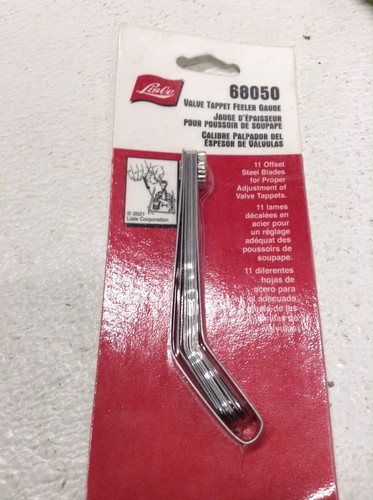 Lisle
68050
VALVE TAPPET FEELER GAUGE
JAUGE D'ÉPAISSEUR
POUR POUSSOIR DE SOUPAPE
CALIBRE PALPADOR DEL
ESPESOR DE VÁLVULAS
11 Offset
Steel Blades
for Proper
Adjustment of
Valve Tappets.
© 2021
Lisle Corporation
11 lames
décalées en
acier pour
un réglage
adéquat des
poussoirs de
soupape.
11 diferentes
hojas de
acero para
el adecuado
de las